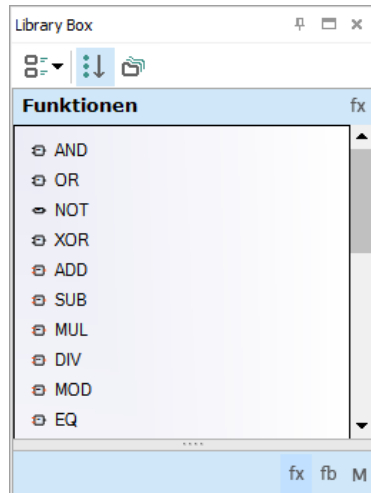 Library Box
Funktionen fx
AND
OR
NOT
XOR
ADD
SUB
MUL
DIV
MOD
EQ
fx fb M